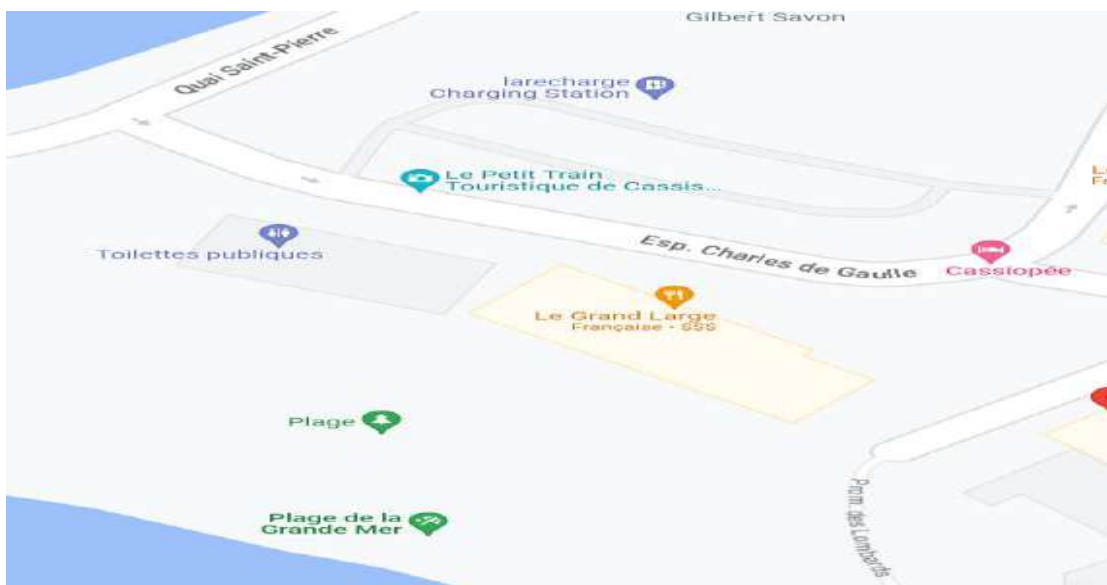 Gilbert Savon
Quai Saint-Pierre
larecharge
Charging Station
Le Petit Train
Touristique de Cassis...
Toilettes publiques
Esp. Charles de Gaulle
Cassiopée
Le Grand Large
Française - $$$
Plage
Prom. des Lombards
Plage de la
Grande Mer